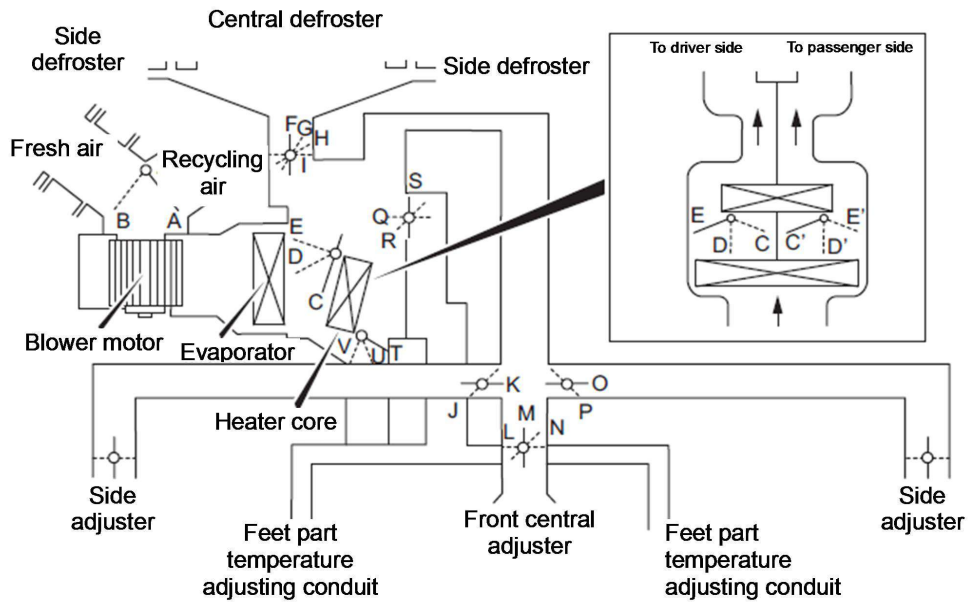 Central defroster
Side
defroster
Side defroster
To driver side
To passenger side
Fresh air
Recycling
air
F
G
H
I
B
À
S
Q
R
E
D
C
E
D
C
C'
D'
E'
V
U
T
Blower motor
Evaporator
Heater core
K
J
M
L
N
O
P
Side
adjuster
Feet part
temperature
adjusting conduit
Front central
adjuster
Feet part
temperature
adjusting conduit
Side
adjuster